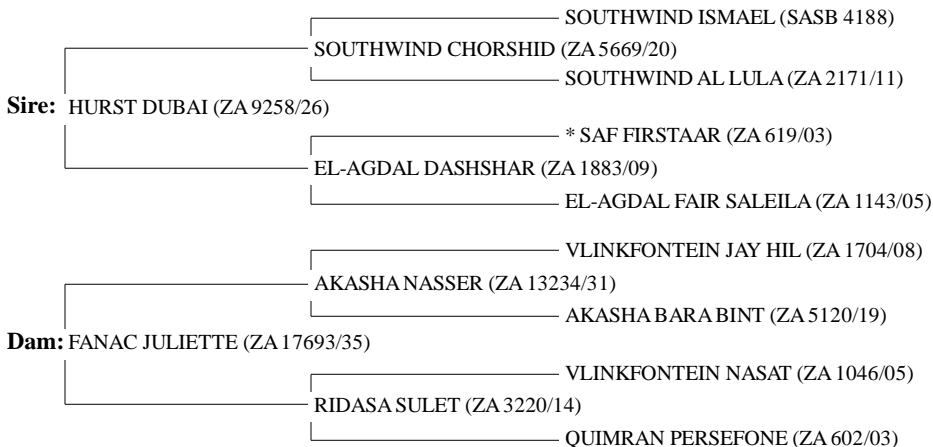 SOUTHWIND ISMAEL (SASB 4188)
SOUTHWIND CHORSHID (ZA 5669/20)
SOUTHWIND AL LULA (ZA 2171/11)
Sire: HURST DUBAI (ZA 9258/26)
* SAF FIRSTAAR (ZA 619/03)
EL-AGDAL DASHSHAR (ZA 1883/09)
EL-AGDAL FAIR SALEILA (ZA 1143/05)
VLINKFONTEIN JAY HIL (ZA 1704/08)
AKASHA NASSER (ZA 13234/31)
AKASHA BARA BINT (ZA 5120/19)
Dam: FANAC JULIETTE (ZA 17693/35)
VLINKFONTEIN NASAT (ZA 1046/05)
RIDASA SULET (ZA 3220/14)
QUIMRAN PERSEFONE (ZA 602/03)